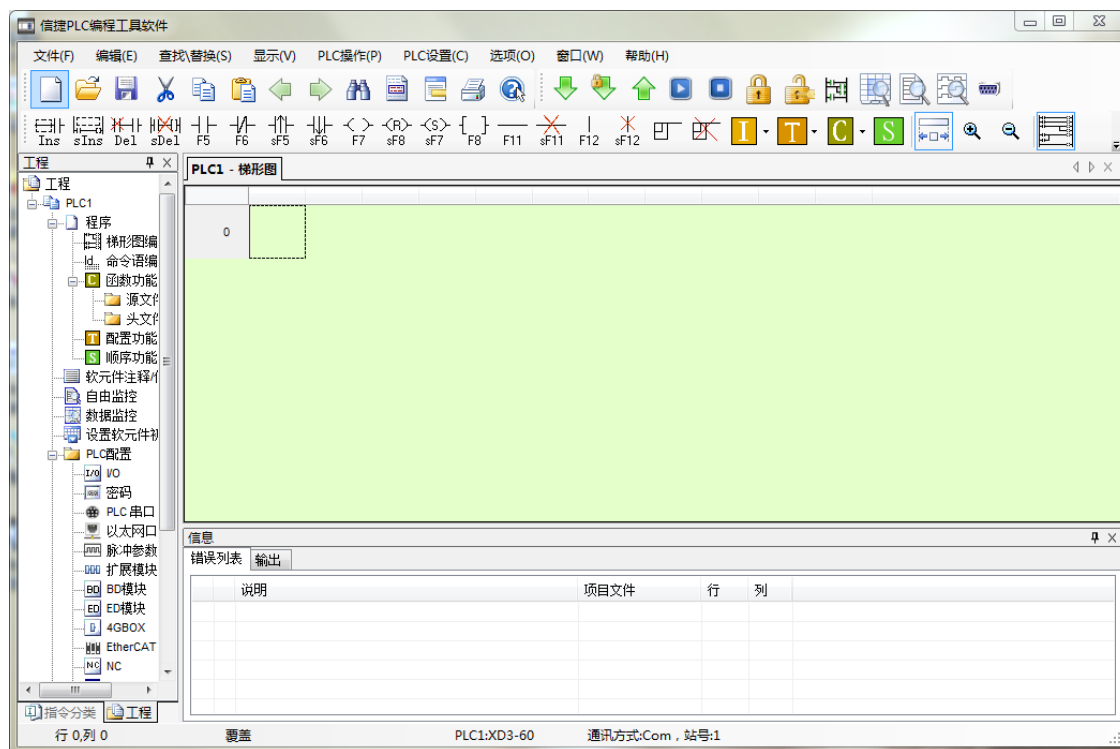 信捷PLC编程工具软件
文件(F) 编辑(E) 查找\替换(S) 显示(V) PLC操作(P) PLC设置(C) 选项(O) 窗口(W) 帮助(H)
Ins sIns Del sDel F5 F6 sF5 sF6 F7 sF8 sF7 F8 F11 sF11 F12 sF12 I T C S
工程
PLC1 - 梯形图
工程
PLC1
程序
梯形图编
命令语编
函数功能
源文件
头文件
配置功能
顺序功能
软元件注释/
自由监控
数据监控
设置软元件初
PLC配置
I/O I/O
密码
PLC 串口
以太网口
脉冲参数
扩展模块
BD BD模块
ED ED模块
4GBOX
EtherCAT
NC NC
指令分类 工程
0
信息
错误列表 输出
说明 项目文件 行 列
行 0,列 0 覆盖 PLC1:XD3-60 通讯方式:Com，站号:1